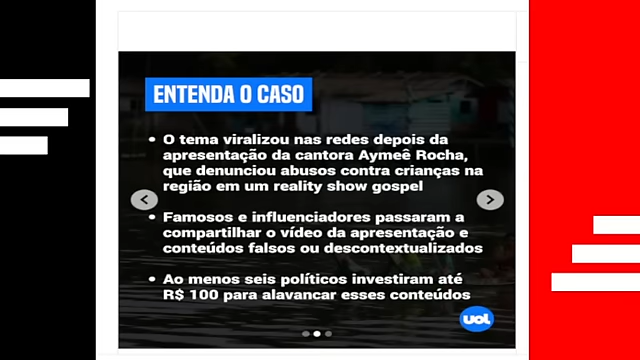 ENTENDA O CASO
• O tema viralizou nas redes depois da
apresentação da cantora Aymeê Rocha,
que denunciou abusos contra crianças na
região em um reality show gospel
• Famosos e influenciadores passaram a
compartilhar o vídeo da apresentação e
conteúdos falsos ou descontextualizados
• Ao menos seis políticos investiram até
R$ 100 para alavancar esses conteúdos
UOL